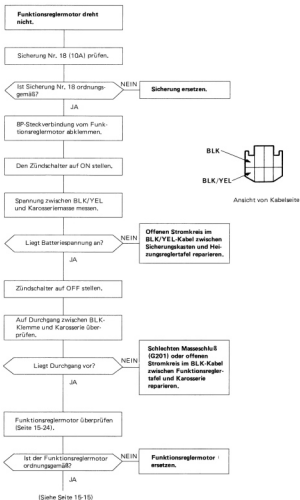 Funktionsreglermotor dreht
nicht.
Sicherung Nr. 18 (10A) prüfen.
Ist Sicherung Nr. 18 ordnungs-
gemäß?
NEIN
Sicherung ersetzen.
JA
8P-Steckverbindung vom Funk-
tionsreglermotor abklemmen.
Den Zündschalter auf ON stellen.
Spannung zwischen BLK/YEL
und Karosseriemasse messen.
BLK
BLK/YEL
Ansicht von Kabelseite
Liegt Batteriespannung an?
NEIN
Offenen Stromkreis im
BLK/YEL-Kabel zwischen
Sicherungskasten und Hei-
zungsreglertafel reparieren.
JA
Zündschalter auf OFF stellen.
Auf Durchgang zwischen BLK-
Klemme und Karosserie über-
prüfen.
Liegt Durchgang vor?
NEIN
Schlechten Masseschluß
(G201) oder offenen
Stromkreis im BLK-Kabel
zwischen Funktionsregler-
tafel und Karosserie
reparieren.
JA
Funktionsreglermotor überprüfen
(Seite 15-24).
Ist der Funktionsreglermotor
ordnungsgemäß?
NEIN
Funktionsreglermotor
ersetzen.
JA
(Siehe Seite 15-15)